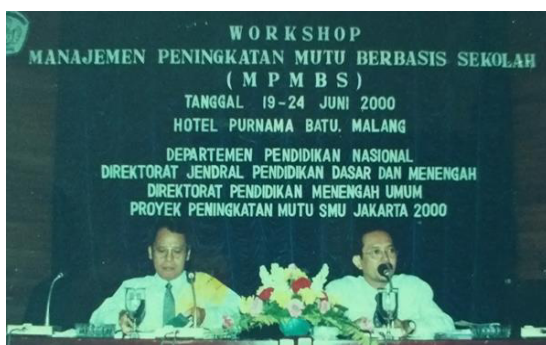 WORKSHOP
MANAJEMEN PENINGKATAN MUTU BERBASIS SEKOLAH
(MPMBS)
TANGGAL 19-24 JUNI 2000
HOTEL PURNAMA BATU. MALANG
DEPARTEMEN PENDIDIKAN NASIONAL
DIREKTORAT JENDRAL PENDIDIKAN DASAR DAN MENENGAH
DIREKTORAT PENDIDIKAN MENENGAH UMUM
PROYEK PENINGKATAN MUTU SMU JAKARTA 2000